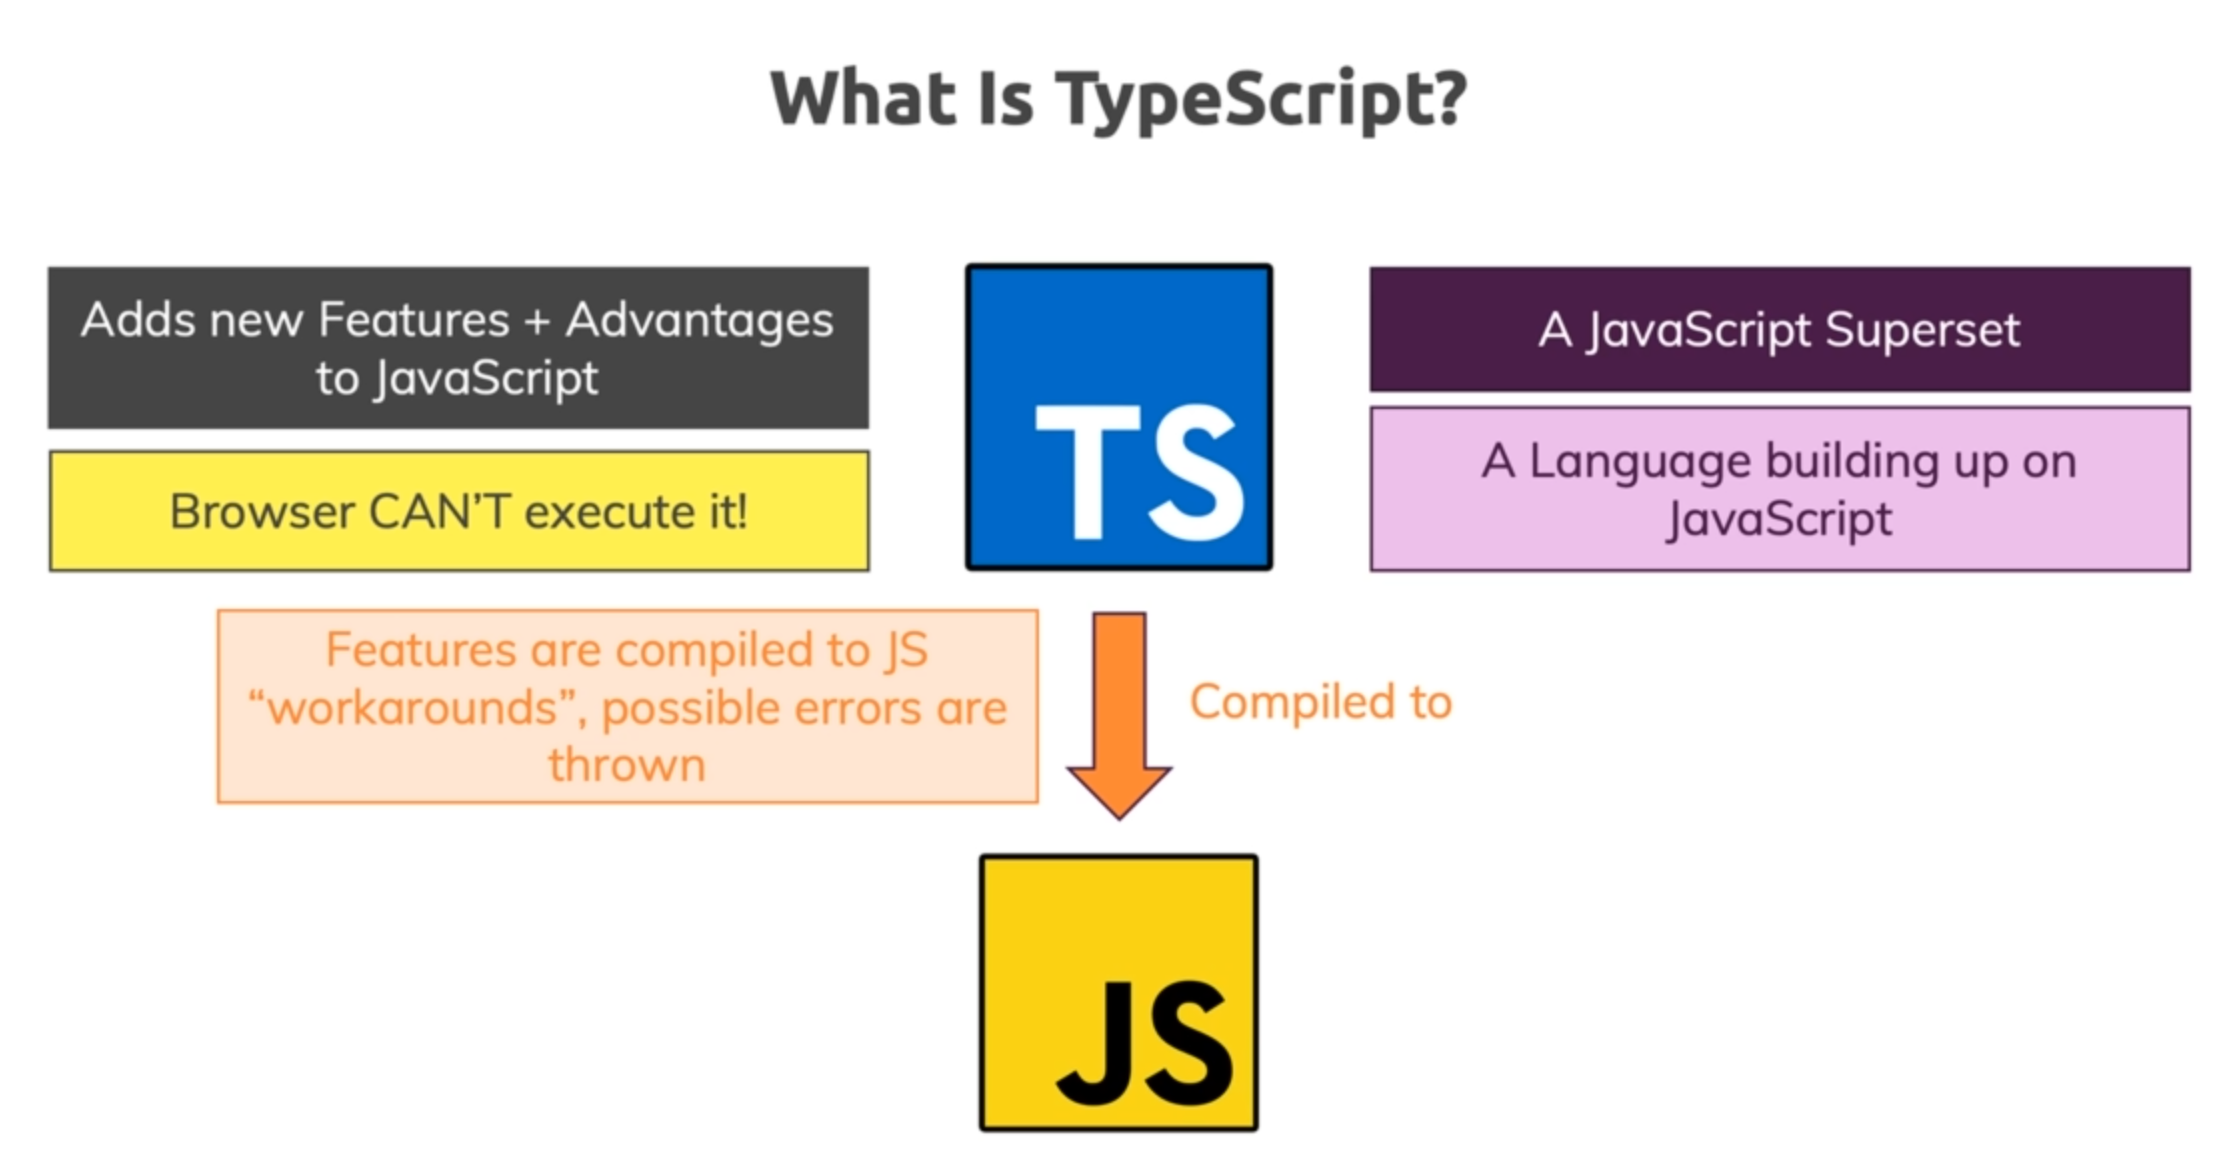 What Is TypeScript?
Adds new Features + Advantages
to JavaScript
Browser CAN’T execute it!
TS
A JavaScript Superset
A Language building up on
JavaScript
Features are compiled to JS
“workarounds”, possible errors are
thrown
Compiled to
JS